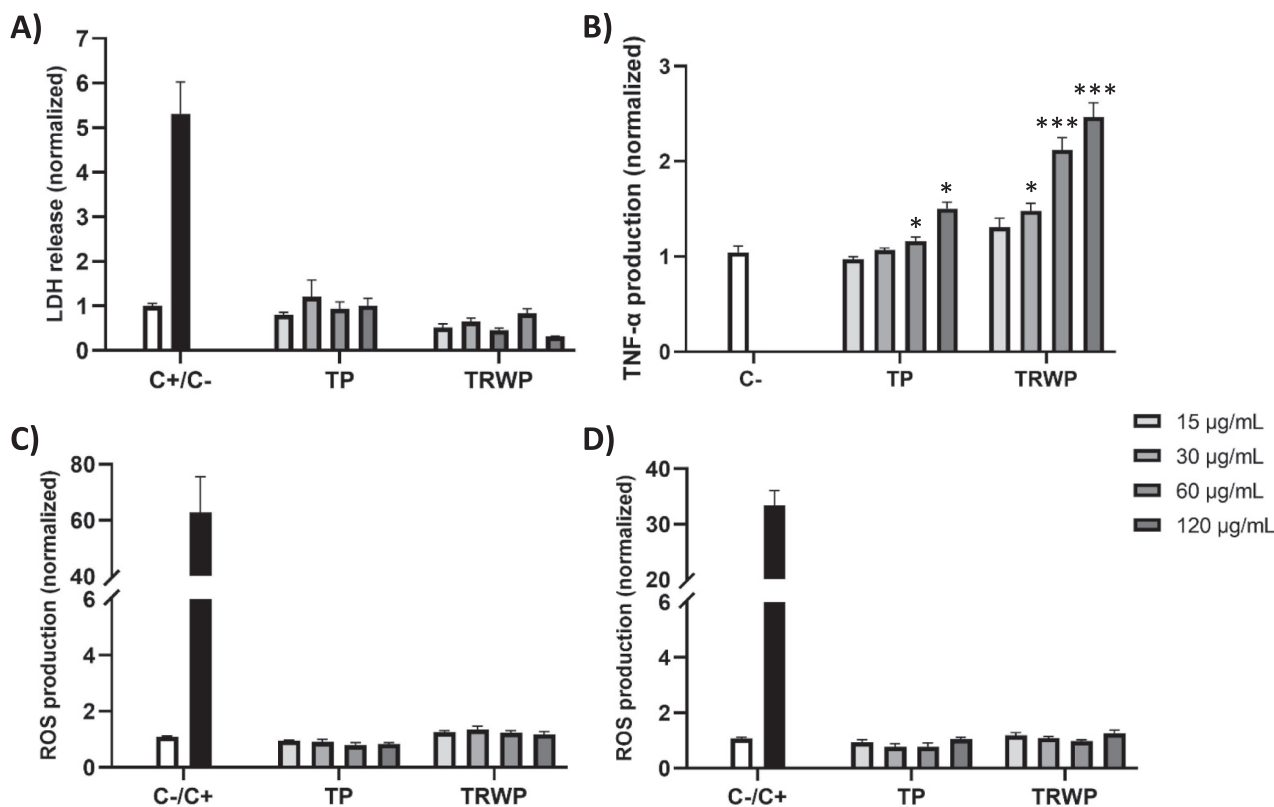 A)
LDH release (normalized)
7
6
5
4
3
2
1
0
C+/C-
TP
TRWP
B)
TNF-α production (normalized)
3
2
1
0
*
*
*
***
***
C-
TP
TRWP
C)
ROS production (normalized)
80
60
40
6
4
2
0
C-/C+
TP
TRWP
D)
ROS production (normalized)
40
30
20
6
4
2
0
C-/C+
TP
TRWP
15 µg/mL
30 µg/mL
60 µg/mL
120 µg/mL